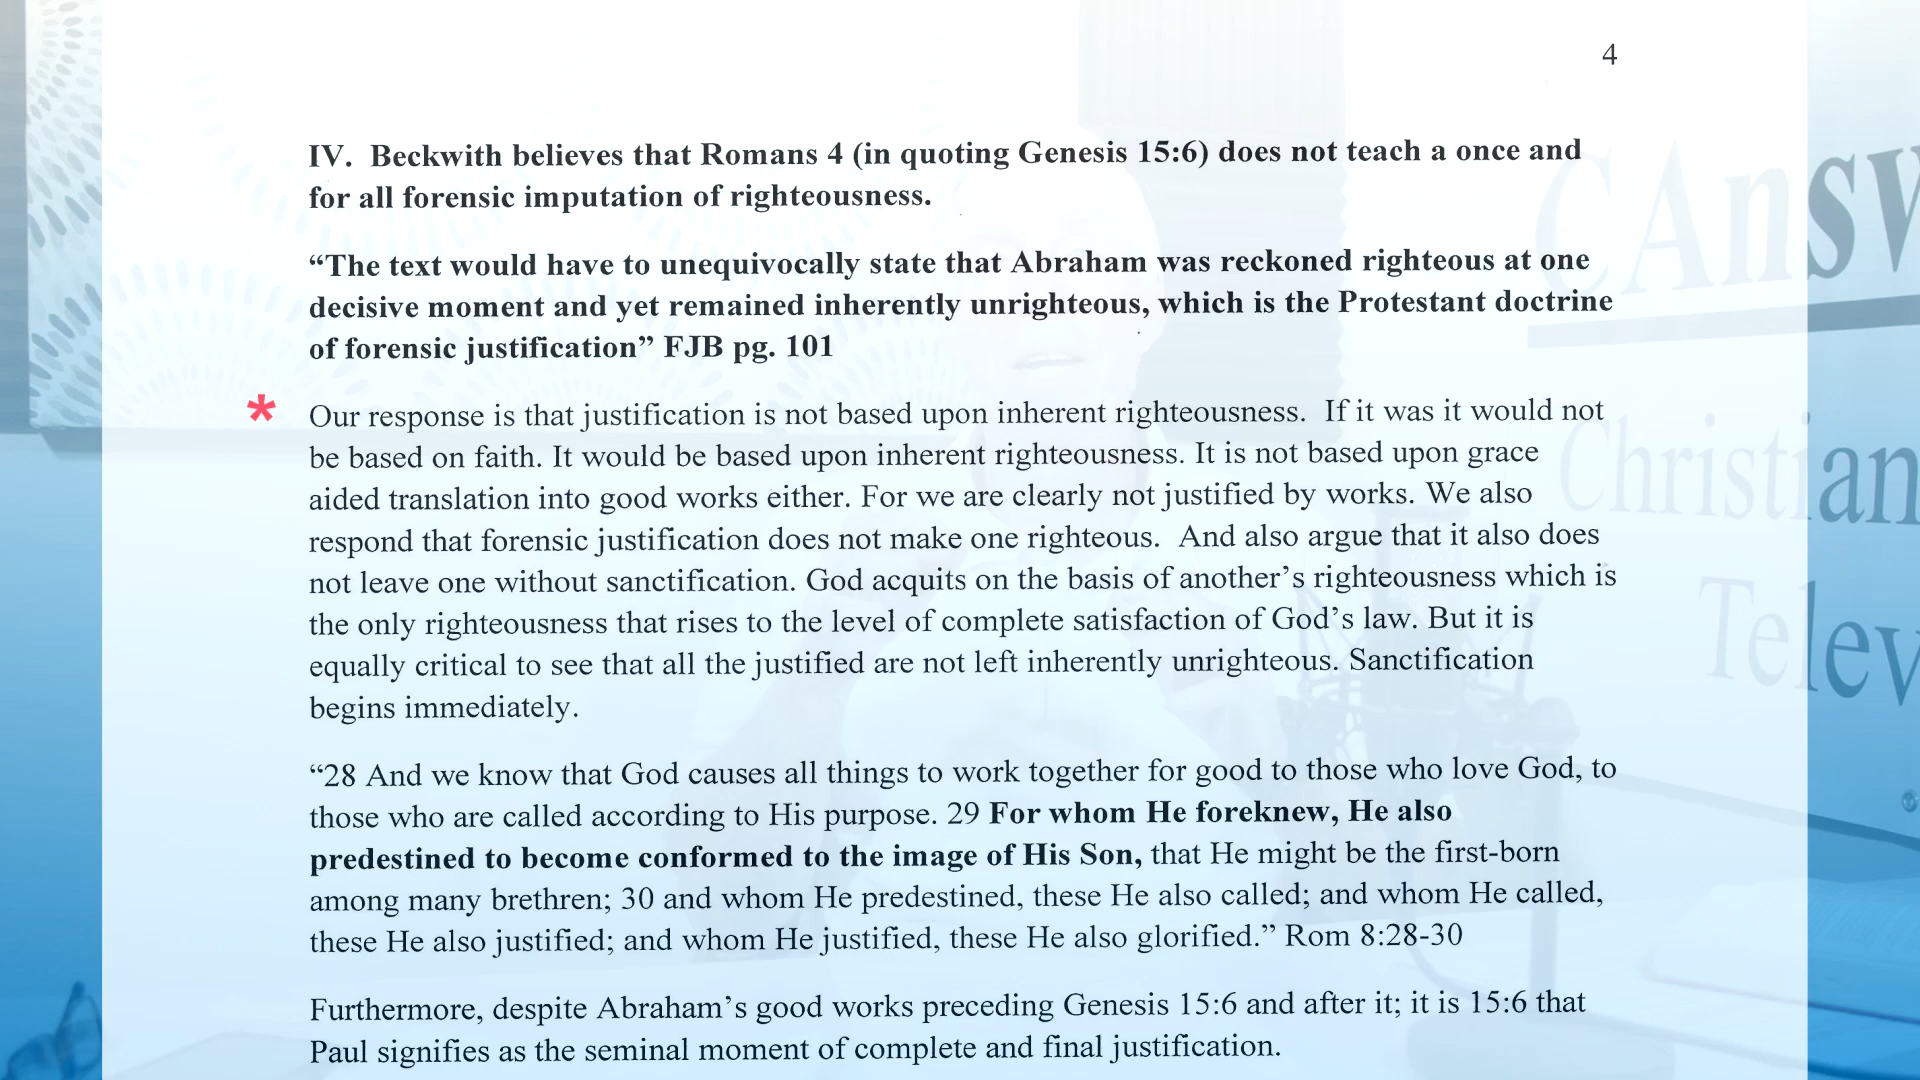 4
IV. Beckwith believes that Romans 4 (in quoting Genesis 15:6) does not teach a once and
for all forensic imputation of righteousness.
“The text would have to unequivocally state that Abraham was reckoned righteous at one
decisive moment and yet remained inherently unrighteous, which is the Protestant doctrine
of forensic justification” FJB pg. 101
* Our response is that justification is not based upon inherent righteousness. If it was it would not
be based on faith. It would be based upon inherent righteousness. It is not based upon grace
aided translation into good works either. For we are clearly not justified by works. We also
respond that forensic justification does not make one righteous. And also argue that it also does
not leave one without sanctification. God acquits on the basis of another’s righteousness which is
the only righteousness that rises to the level of complete satisfaction of God’s law. But it is
equally critical to see that all the justified are not left inherently unrighteous. Sanctification
begins immediately.
“28 And we know that God causes all things to work together for good to those who love God, to
those who are called according to His purpose. 29 For whom He foreknew, He also
predestined to become conformed to the image of His Son, that He might be the first-born
among many brethren; 30 and whom He predestined, these He also called; and whom He called,
these He also justified; and whom He justified, these He also glorified.” Rom 8:28-30
Furthermore, despite Abraham’s good works preceding Genesis 15:6 and after it; it is 15:6 that
Paul signifies as the seminal moment of complete and final justification.
CAnsw
Christian
Telev